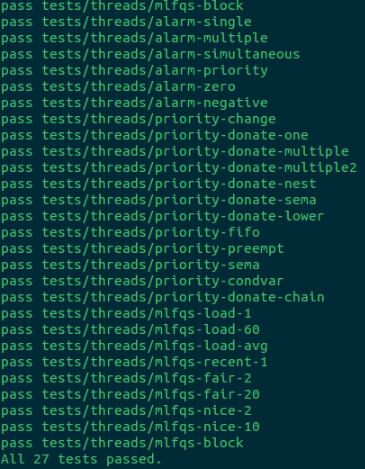 pass tests/threads/mlfqs-block
pass tests/threads/alarm-single
pass tests/threads/alarm-multiple
pass tests/threads/alarm-simultaneous
pass tests/threads/alarm-priority
pass tests/threads/alarm-zero
pass tests/threads/alarm-negative
pass tests/threads/priority-change
pass tests/threads/priority-donate-one
pass tests/threads/priority-donate-multiple
pass tests/threads/priority-donate-multiple2
pass tests/threads/priority-donate-nest
pass tests/threads/priority-donate-sema
pass tests/threads/priority-donate-lower
pass tests/threads/priority-fifo
pass tests/threads/priority-preempt
pass tests/threads/priority-sema
pass tests/threads/priority-condvar
pass tests/threads/priority-donate-chain
pass tests/threads/mlfqs-load-1
pass tests/threads/mlfqs-load-60
pass tests/threads/mlfqs-load-avg
pass tests/threads/mlfqs-recent-1
pass tests/threads/mlfqs-fair-2
pass tests/threads/mlfqs-fair-20
pass tests/threads/mlfqs-nice-2
pass tests/threads/mlfqs-nice-10
pass tests/threads/mlfqs-block
All 27 tests passed.